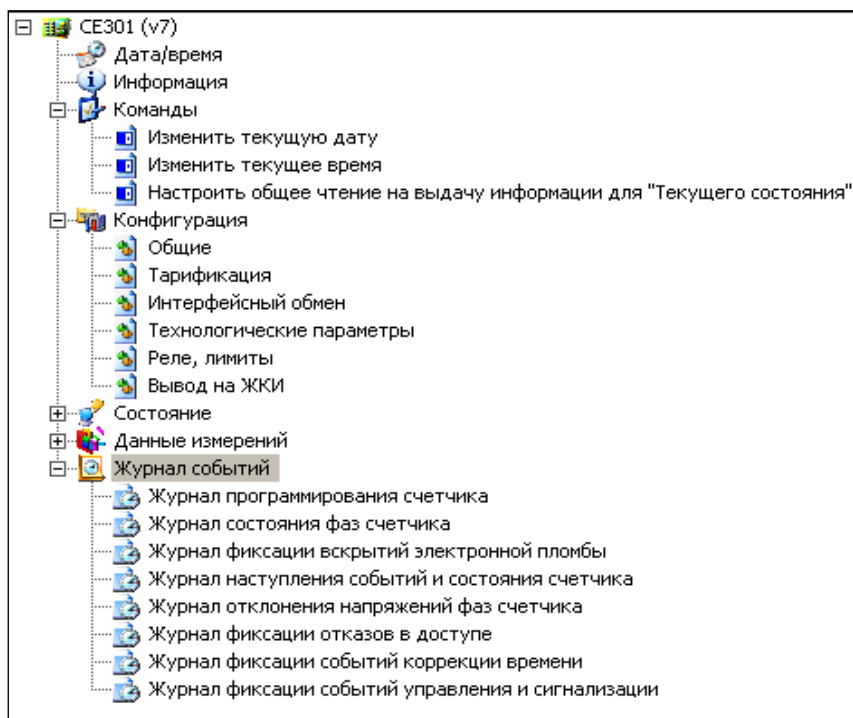 CE301 (v7)
Дата/время
Информация
Команды
Изменить текущую дату
Изменить текущее время
Настроить общее чтение на выдачу информации для "Текущего состояния"
Конфигурация
Общие
Тарификация
Интерфейсный обмен
Технологические параметры
Реле, лимиты
Вывод на ЖКИ
Состояние
Данные измерений
Журнал событий
Журнал программирования счетчика
Журнал состояния фаз счетчика
Журнал фиксации вскрытий электронной пломбы
Журнал наступления событий и состояния счетчика
Журнал отклонения напряжений фаз счетчика
Журнал фиксации отказов в доступе
Журнал фиксации событий коррекции времени
Журнал фиксации событий управления и сигнализации